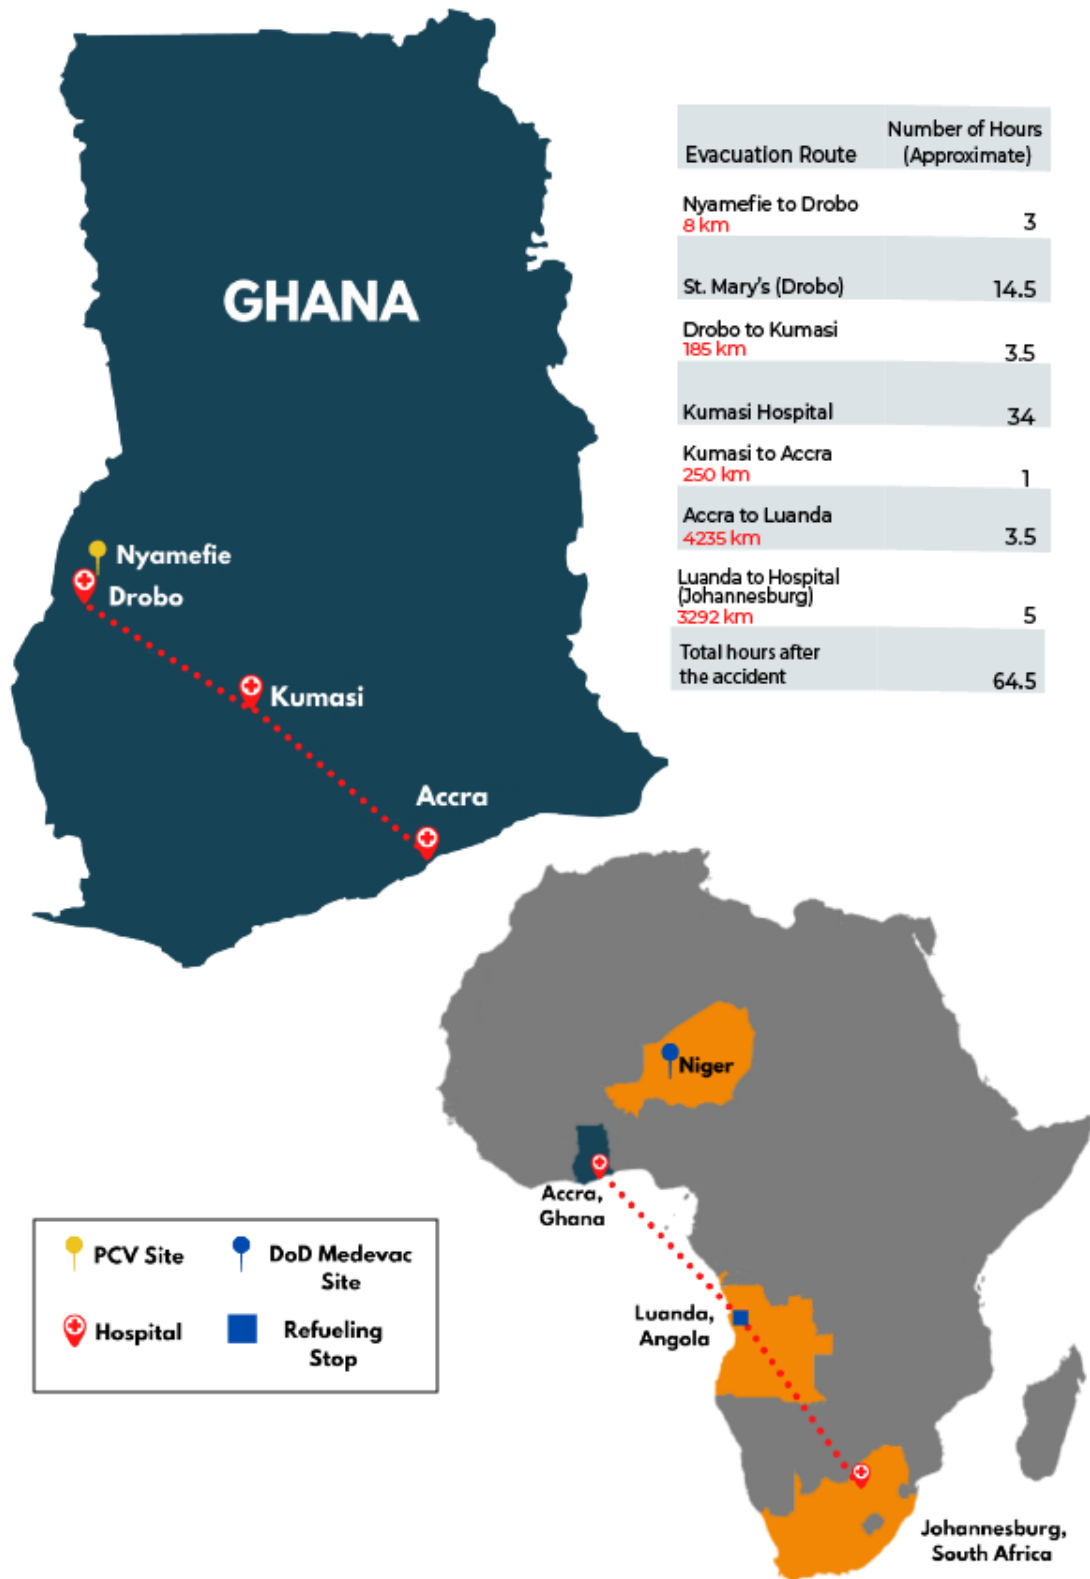 GHANA
Nyamefie
Drobo
Kumasi
Accra
Evacuation Route
Number of Hours
(Approximate)
Nyamefie to Drobo
8 km
3
St. Mary's (Drobo)
14.5
Drobo to Kumasi
185 km
3.5
Kumasi Hospital
34
Kumasi to Accra
250 km
1
Accra to Luanda
4235 km
3.5
Luanda to Hospital
(Johannesburg)
3292 km
5
Total hours after
the accident
64.5
Niger
Accra,
Ghana
Luanda,
Angola
Johannesburg,
South Africa
PCV Site
DoD Medevac
Site
Hospital
Refueling
Stop